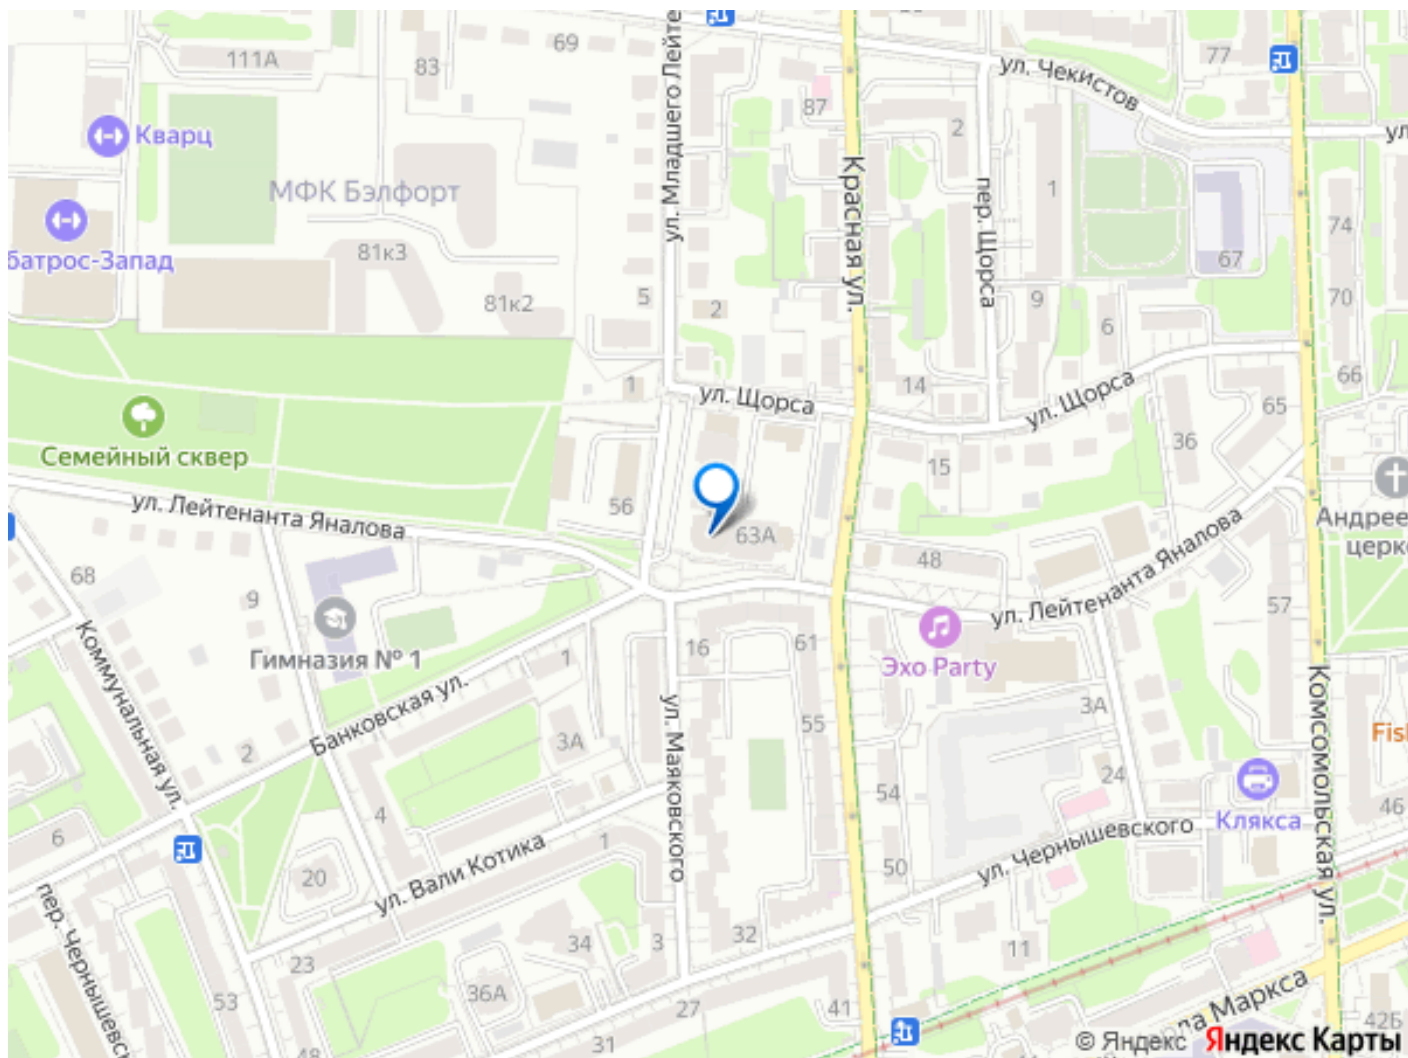 111А
83
69
ул. Младшего Лейте
87
Красная ул.
2
ул. Чекистов
77
ул
Кварц
МФК Бэлфорт
пер. Щорса
1
74
67
батрос-Запад
81к3
81к2
5
2
9
6
70
14
66
1
ул. Щорса
ул. Щорса
65
36
15
Семейный сквер
56
63А
ул. Лейтенанта Яналова
Андрее
церк
48
ул. Лейтенанта Яналова
57
68
9
Гимназия № 1
Коммунальная ул.
Банковская ул.
1
16
61
Эхо Party
3А
Комсомольская ул.
ул. Маяковского
55
Fis
2
3А
4
54
24
Клякса
46
6
20
ул. Вали Котика
1
50
ул. Чернышевского
пер. Чернышевск
23
34
3
32
11
53
36А
27
41
31
48
ла Маркса
42Б
© Яндекс Яндекс Карты